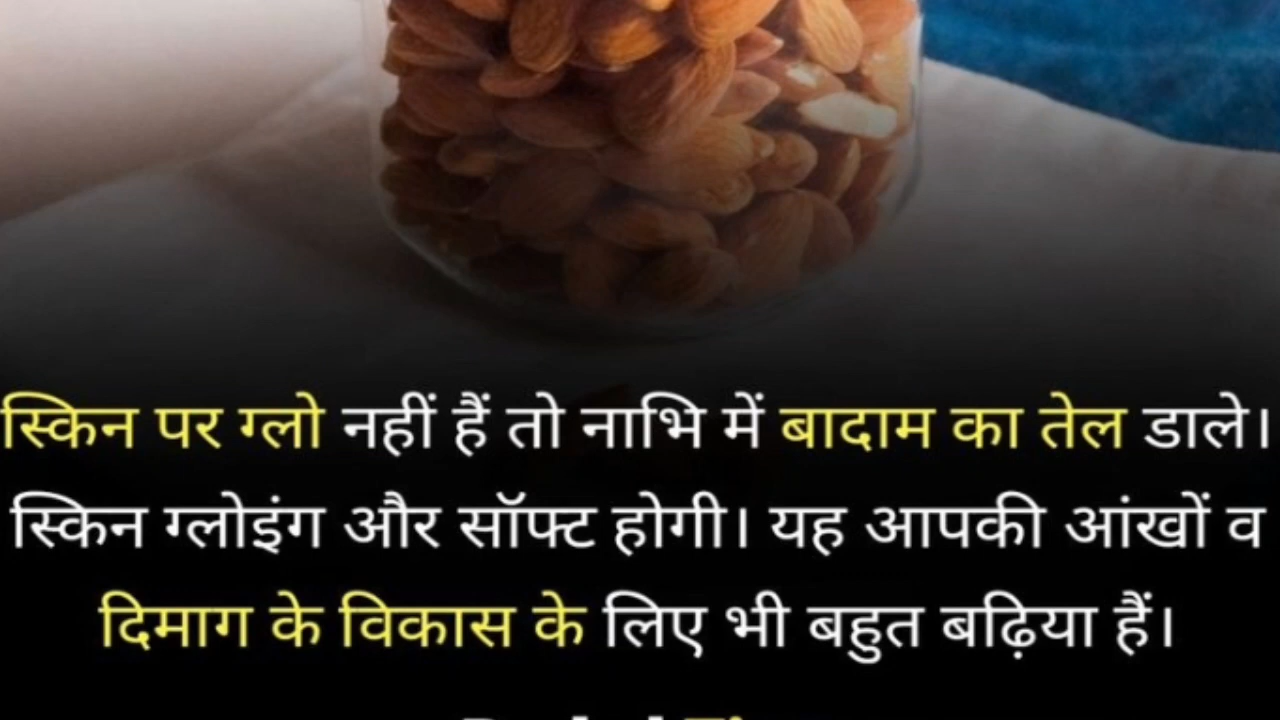 स्किन पर ग्लो नहीं हैं तो नाभि में बादाम का तेल डाले।
स्किन ग्लोइंग और सॉफ्ट होगी। यह आपकी आंखों व
दिमाग के विकास के लिए भी बहुत बढ़िया हैं।